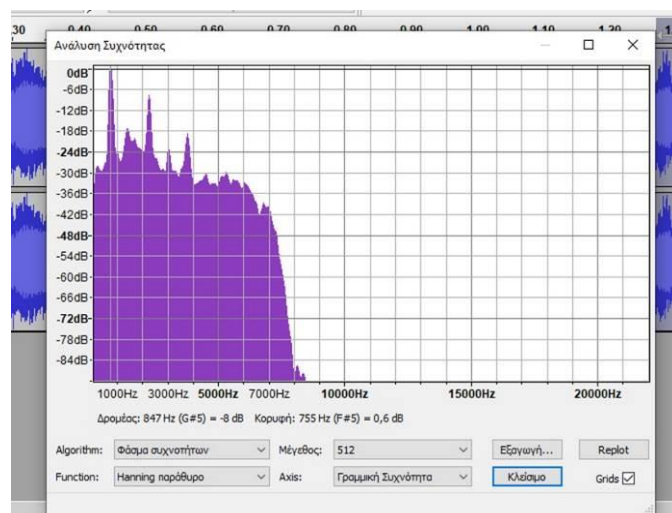 30 0.40 0.50 0.60 0.70 0.80 0.90 1.00 1.10 1.20
Ανάλυση Συχνότητας
0dB
-6dB
-12dB
-18dB
-24dB
-30dB
-36dB
-42dB
-48dB
-54dB
-60dB
-66dB
-72dB
-78dB
-84dB
1000Hz 3000Hz 5000Hz 7000Hz 10000Hz 15000Hz 20000Hz
Δρομέας: 847 Hz (G#5) = -8 dB Κορυφή: 755 Hz (F#5) = 0,6 dB
Algorithm: Φάσμα συχνοτήτων Μέγεθος: 512 Εξαγωγή... Replot
Function: Hanning παράθυρο Axis: Γραμμική Συχνότητα Κλείσιμο Grids